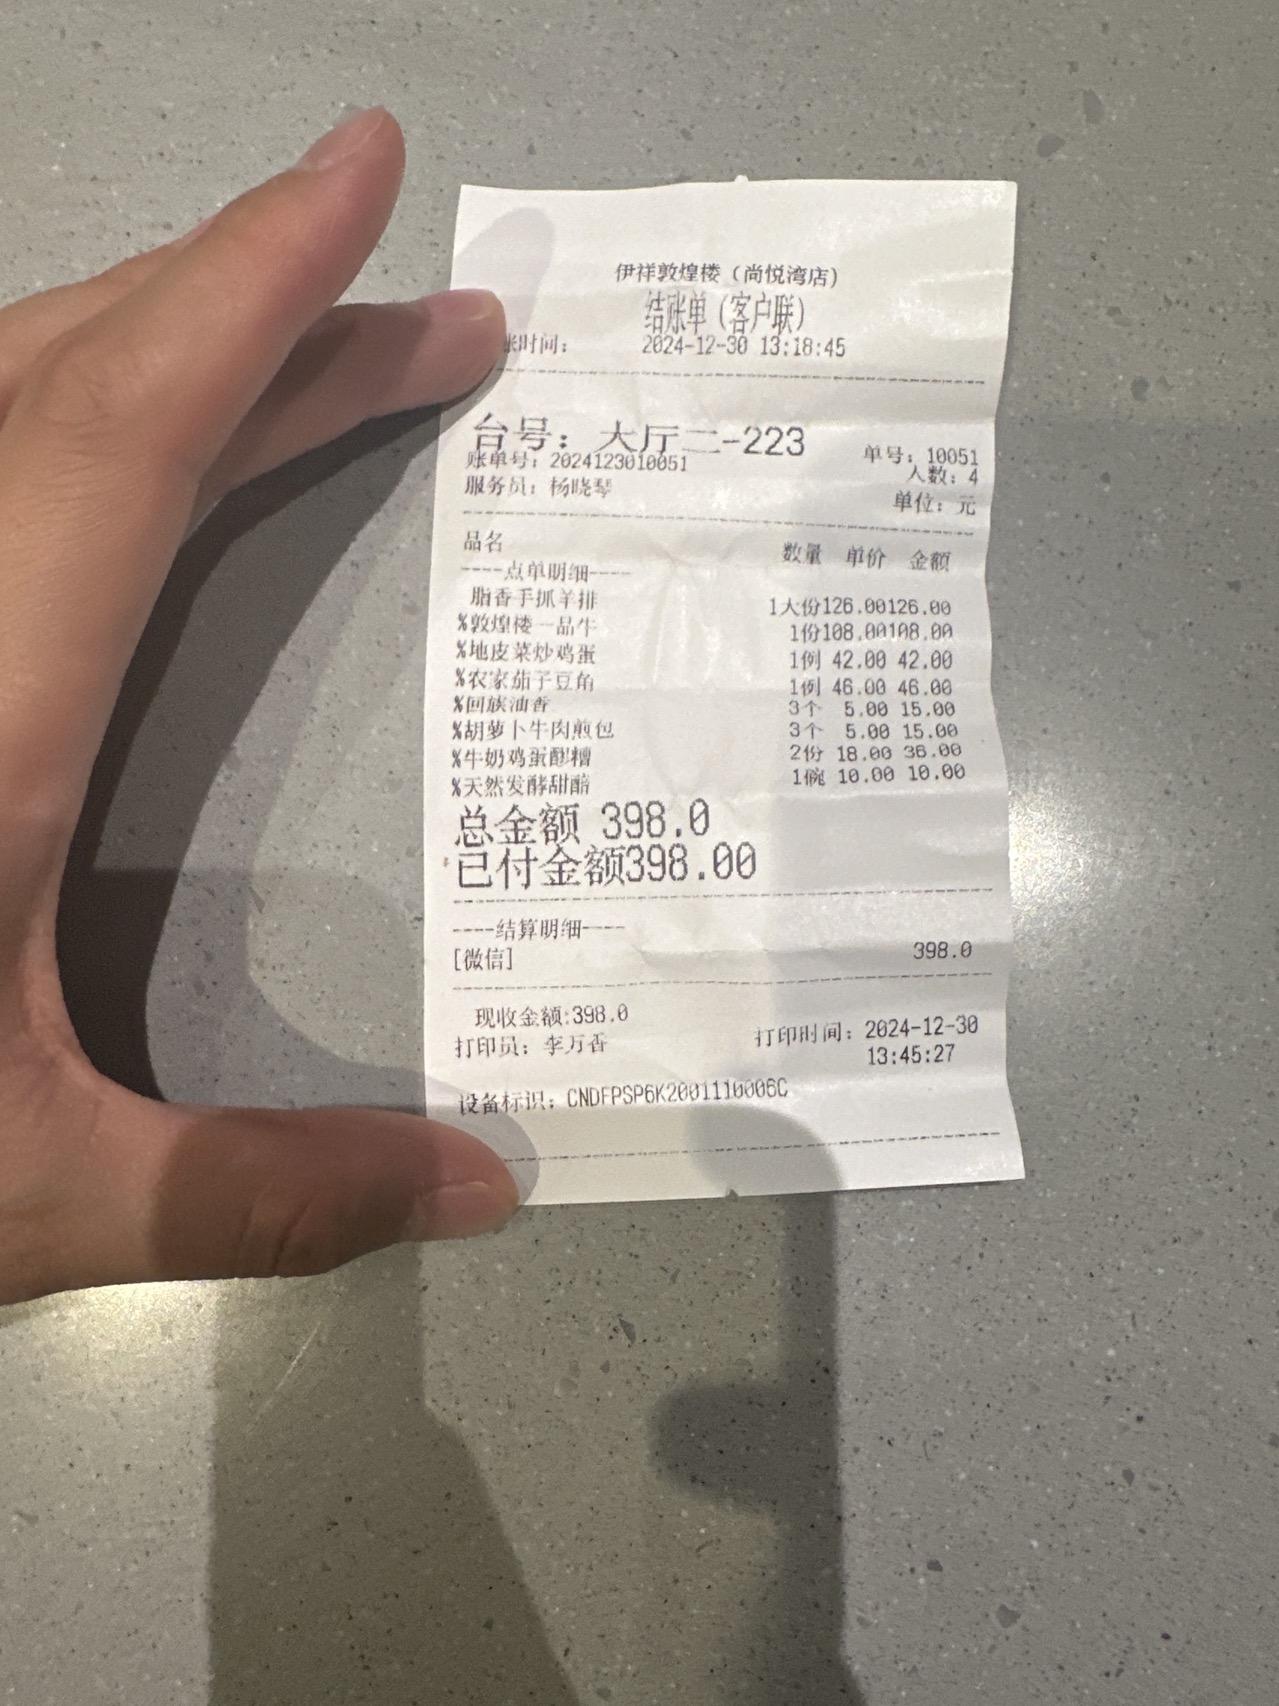 伊祥敦煌楼（尚悦湾店）
结账单（客户联）
账时间： 2024-12-30 13:18:45
台号：大厅二-223
账单号：2024123010051 单号：10051
人数：4
服务员：杨晓琴
单位：元
品名 数量 单价 金额
----点单明细----
脂香手抓羊排 1大份126.00126.00
%敦煌楼一品牛 1份108.00108.00
%地皮菜炒鸡蛋 1例 42.00 42.00
%农家茄子豆角 1例 46.00 46.00
%回族油香 3个 5.00 15.00
%胡萝卜牛肉煎包 3个 5.00 15.00
%牛奶鸡蛋醪糟 2份 18.00 36.00
%天然发酵甜醅 1碗 10.00 10.00
总金额 398.0
已付金额398.00
----结算明细----
[微信] 398.0
现收金额:398.0
打印员：李万香 打印时间：2024-12-30
13:45:27
设备标识：CNDFPSP6K2001110006C